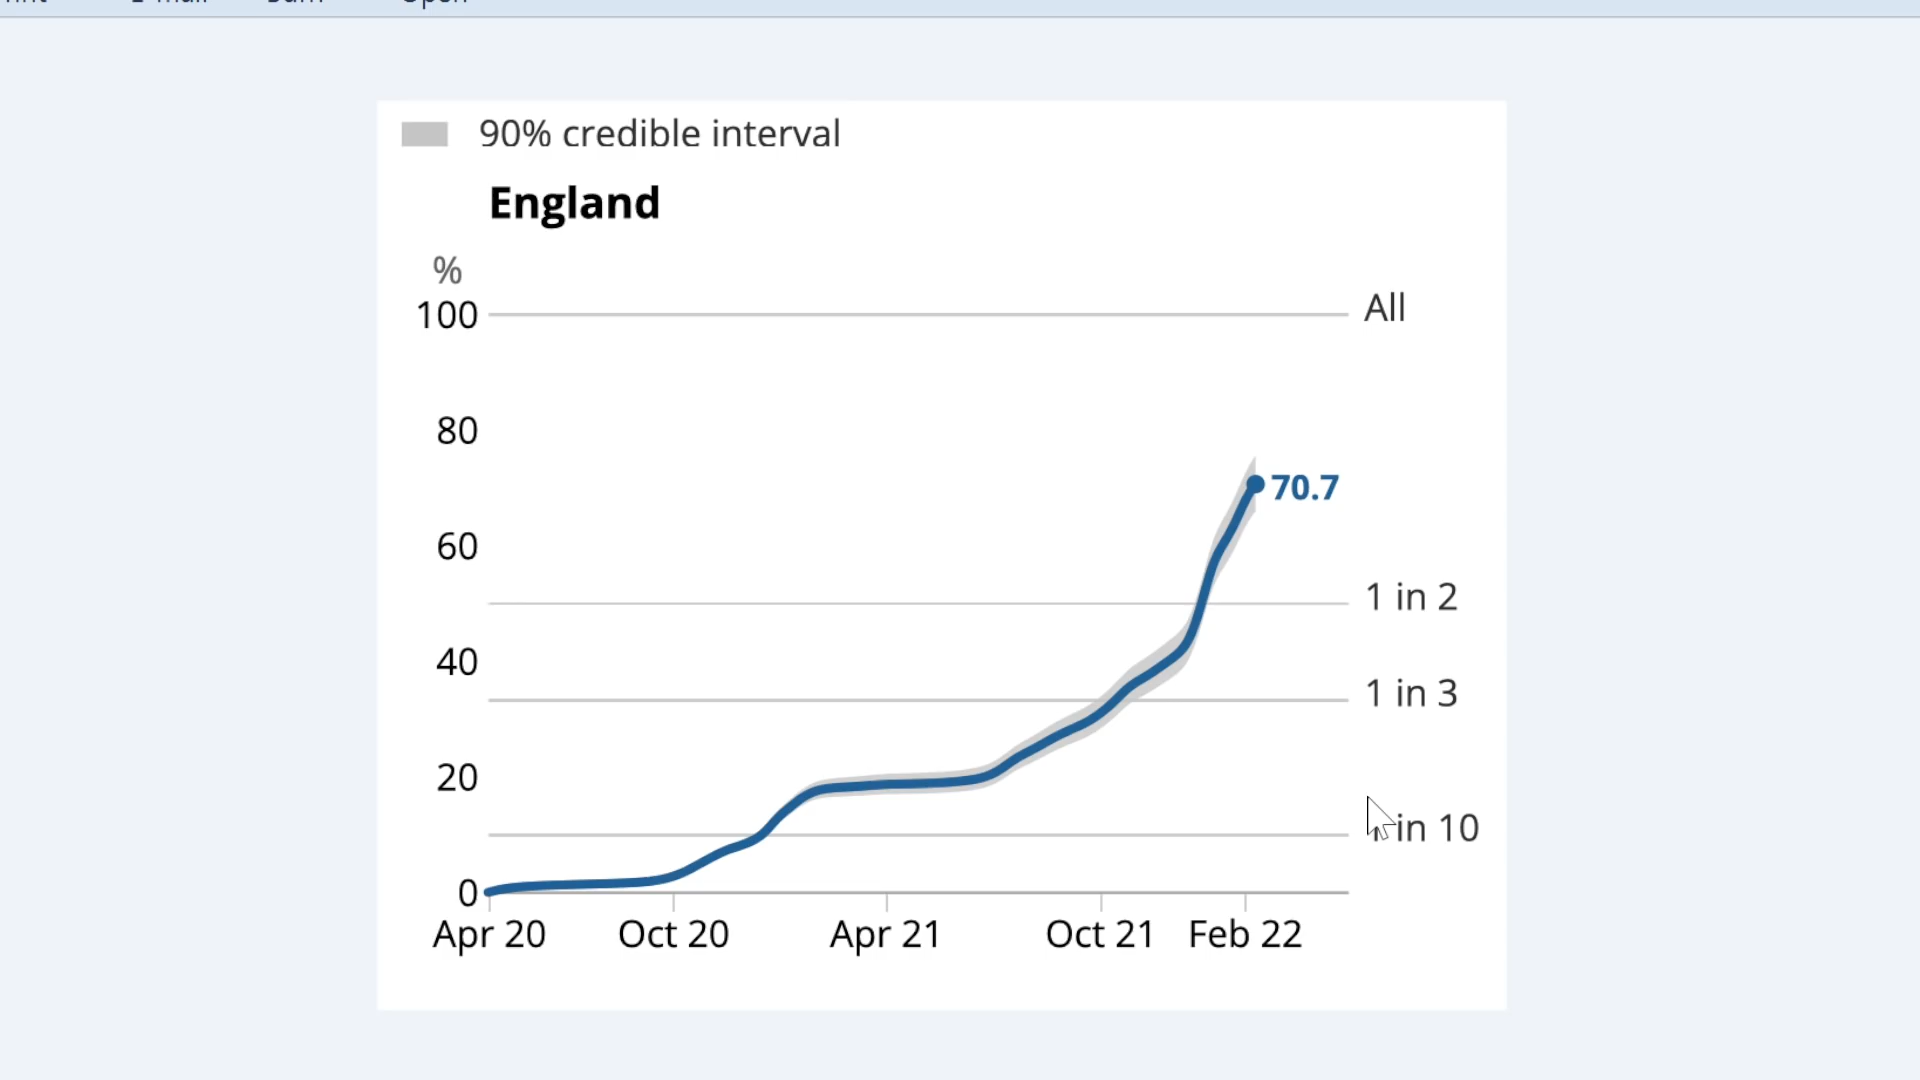 90% credible interval
England
%
100
All
80
70.7
60
1 in 2
40
1 in 3
20
in 10
0
Apr 20 Oct 20 Apr 21 Oct 21 Feb 22